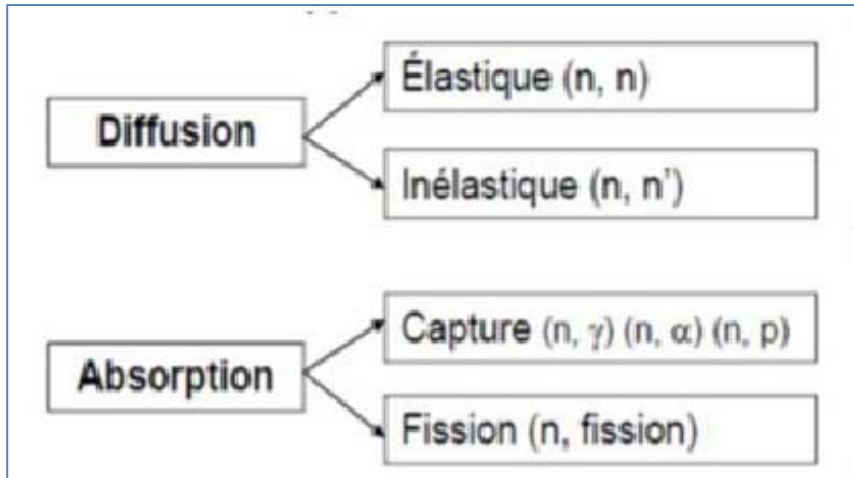 Diffusion
Élastique (n, n)
Inélastique (n, n’)
Absorption
Capture (n, γ) (n, α) (n, p)
Fission (n, fission)